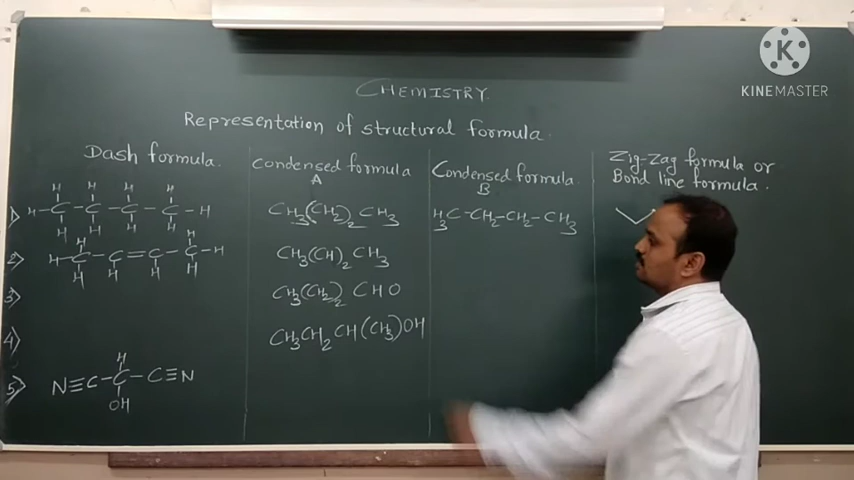 K
KINEMASTER
CHEMISTRY
Representation of structural formula.
Dash formula.
Condensed formula
A
Condensed formula.
B
Zig-Zag formula or
Bond line formula.
1)
H H H H
H-C-C-C-C-H
H H H H
CH3(CH2)2CH3
H3C-CH2-CH2-CH3
2)
H H
H-C-C=C-C-H
H H H H
CH3(CH)2CH3
3)
CH3(CH2)2CHO
4)
CH3CH2CH(CH3)OH
5)
H
N≡C-C-C≡N
OH